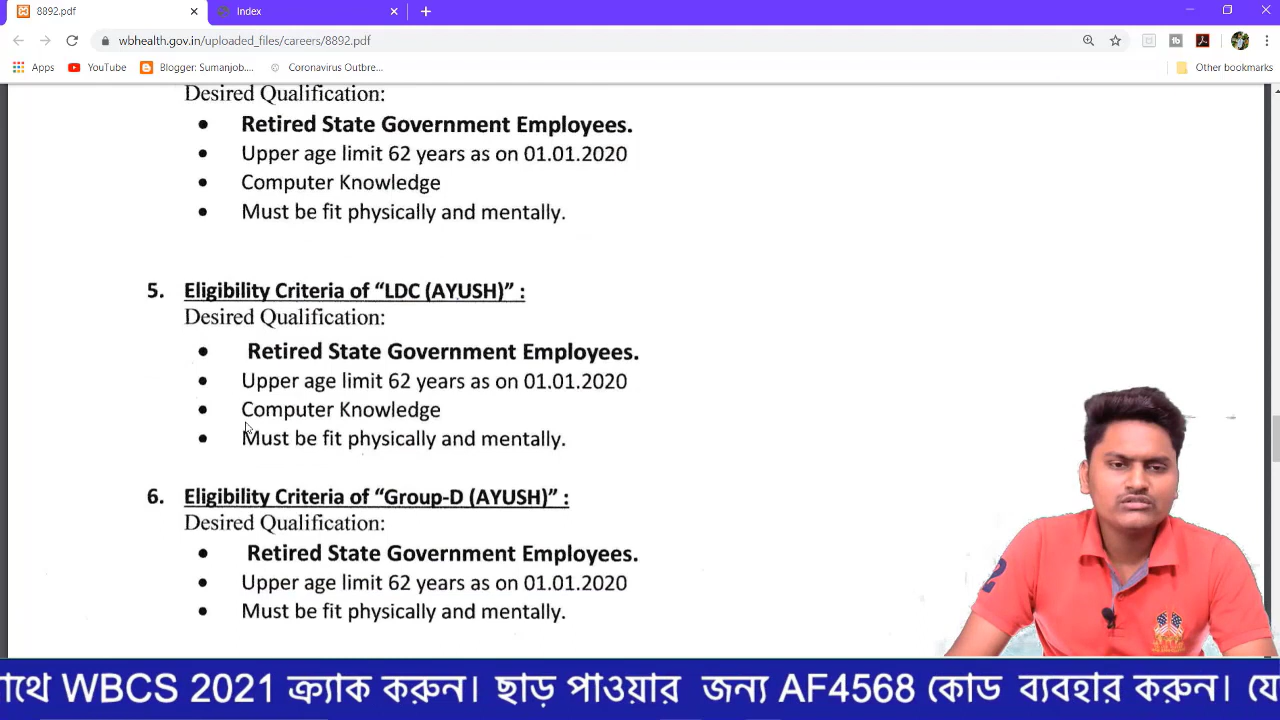 8892.pdf
Index
wbhealth.gov.in/uploaded_files/careers/8892.pdf
Apps YouTube Blogger: Sumanjob.... Coronavirus Outbre... Other bookmarks
Desired Qualification:
• Retired State Government Employees.
• Upper age limit 62 years as on 01.01.2020
• Computer Knowledge
• Must be fit physically and mentally.
5. Eligibility Criteria of “LDC (AYUSH)” :
Desired Qualification:
• Retired State Government Employees.
• Upper age limit 62 years as on 01.01.2020
• Computer Knowledge
• Must be fit physically and mentally.
6. Eligibility Criteria of “Group-D (AYUSH)” :
Desired Qualification:
• Retired State Government Employees.
• Upper age limit 62 years as on 01.01.2020
• Must be fit physically and mentally.
2
WBCS 2021 ক্র্যাক করুন। ছাড় পাওয়ার জন্য AF4568 কোড ব্যবহার করুন।